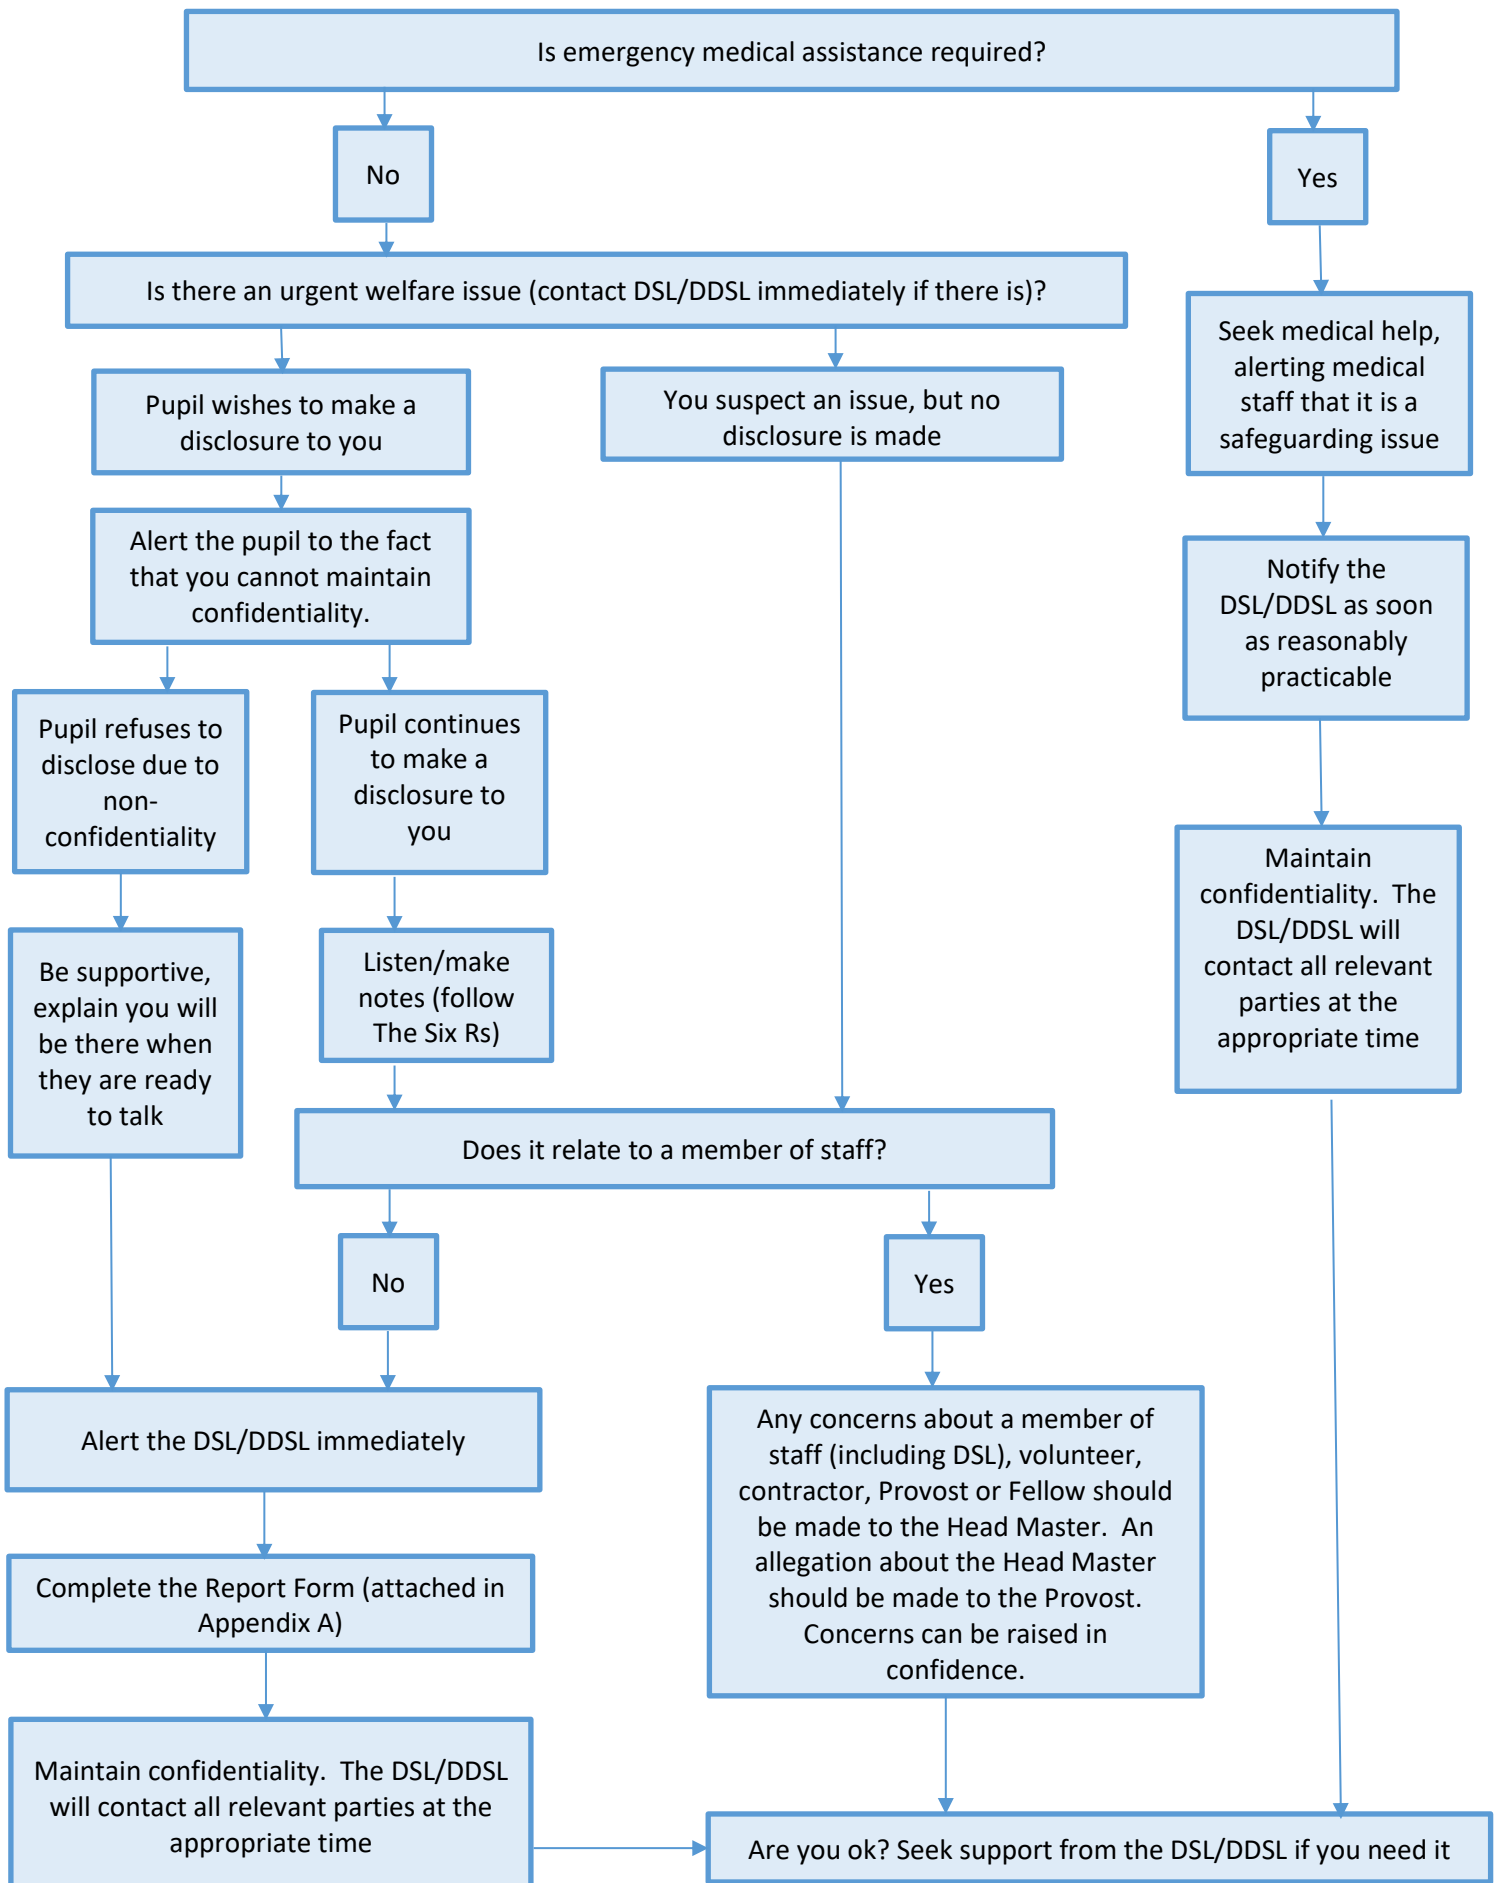 Is emergency medical assistance required?
No
Yes
Is there an urgent welfare issue (contact DSL/DDSL immediately if there is)?
Seek medical help,
alerting medical
staff that it is a
safeguarding issue
Pupil wishes to make a
disclosure to you
You suspect an issue, but no
disclosure is made
Alert the pupil to the fact
that you cannot maintain
confidentiality.
Notify the
DSL/DDSL as soon
as reasonably
practicable
Pupil refuses to
disclose due to
non-
confidentiality
Pupil continues
to make a
disclosure to
you
Maintain
confidentiality.  The
DSL/DDSL will
contact all relevant
parties at the
appropriate time
Be supportive,
explain you will
be there when
they are ready
to talk
Listen/make
notes (follow
The Six Rs)
Does it relate to a member of staff?
No
Yes
Alert the DSL/DDSL immediately
Any concerns about a member of
staff (including DSL), volunteer,
contractor, Provost or Fellow should
be made to the Head Master.  An
allegation about the Head Master
should be made to the Provost.
Concerns can be raised in
confidence.
Complete the Report Form (attached in
Appendix A)
Maintain confidentiality.  The DSL/DDSL
will contact all relevant parties at the
appropriate time
Are you ok? Seek support from the DSL/DDSL if you need it